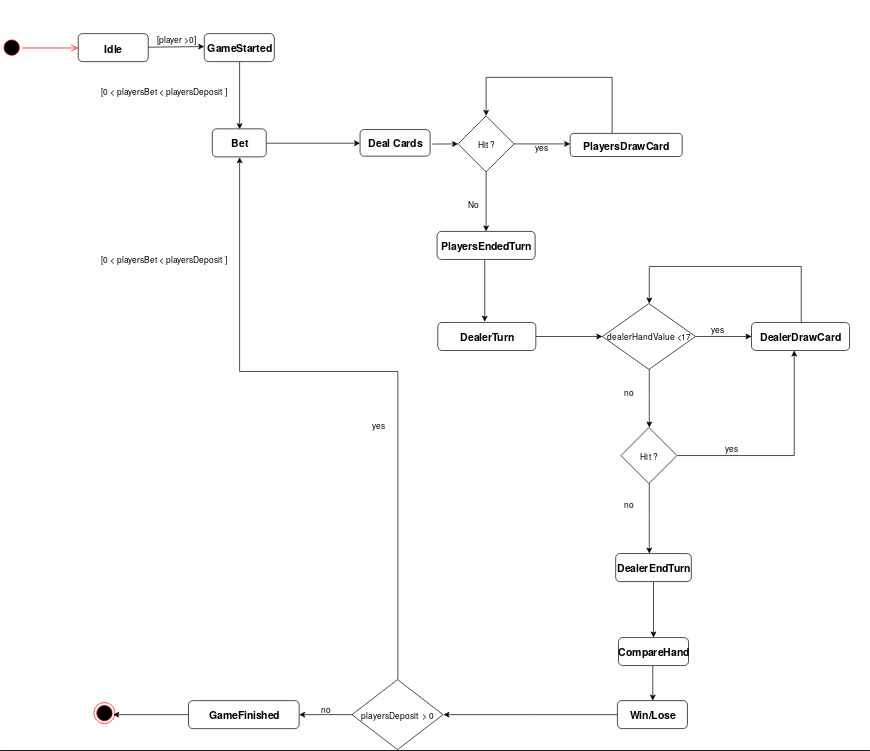 [player >0]
Idle
GameStarted
[0 < playersBet < playersDeposit ]
Bet
Deal Cards
Hit ?
yes
PlayersDrawCard
No
PlayersEndedTurn
[0 < playersBet < playersDeposit ]
DealerTurn
dealerHandValue <17
yes
DealerDrawCard
no
yes
Hit ?
yes
no
DealerEndTurn
CompareHand
GameFinished
no
playersDeposit > 0
Win/Lose